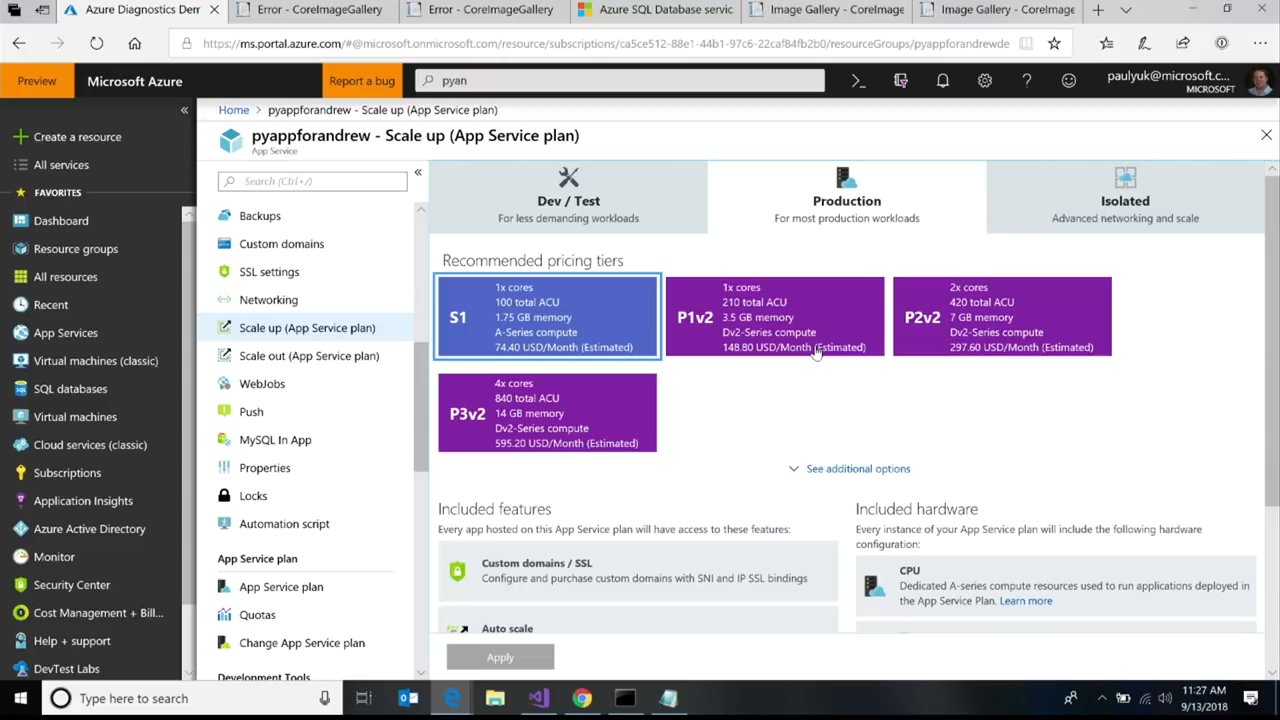 Azure Diagnostics Dem
Error - CoreImageGallery
Error - CoreImageGallery
Azure SQL Database servic
Image Gallery - CoreImage
Image Gallery - CoreImage
https://ms.portal.azure.com/#@microsoft.onmicrosoft.com/resource/subscriptions/ca5ce512-88e1-44b1-97c6-22caf84fb2b0/resourceGroups/pyappforandrewde
Preview
Microsoft Azure
Report a bug
pyan
paulyuk@microsoft.c...
MICROSOFT
Home > pyappforandrew - Scale up (App Service plan)
pyappforandrew - Scale up (App Service plan)
App Service
Create a resource
All services
FAVORITES
Dashboard
Resource groups
All resources
Recent
App Services
Virtual machines (classic)
SQL databases
Virtual machines
Cloud services (classic)
Subscriptions
Application Insights
Azure Active Directory
Monitor
Security Center
Cost Management + Bill...
Help + support
DevTest Labs
Search (Ctrl+/)
Backups
Custom domains
SSL settings
Networking
Scale up (App Service plan)
Scale out (App Service plan)
WebJobs
Push
MySQL In App
Properties
Locks
Automation script
App Service plan
App Service plan
Quotas
Change App Service plan
Development Tools
Dev / Test
For less demanding workloads
Production
For most production workloads
Isolated
Advanced networking and scale
Recommended pricing tiers
S1
1x cores
100 total ACU
1.75 GB memory
A-Series compute
74.40 USD/Month (Estimated)
P1v2
1x cores
210 total ACU
3.5 GB memory
Dv2-Series compute
148.80 USD/Month (Estimated)
P2v2
2x cores
420 total ACU
7 GB memory
Dv2-Series compute
297.60 USD/Month (Estimated)
P3v2
4x cores
840 total ACU
14 GB memory
Dv2-Series compute
595.20 USD/Month (Estimated)
See additional options
Included features
Every app hosted on this App Service plan will have access to these features:
Custom domains / SSL
Configure and purchase custom domains with SNI and IP SSL bindings
Auto scale
Included hardware
Every instance of your App Service plan will include the following hardware
configuration:
CPU
Dedicated A-series compute resources used to run applications deployed in
the App Service Plan. Learn more
Apply
Type here to search
11:27 AM
9/13/2018